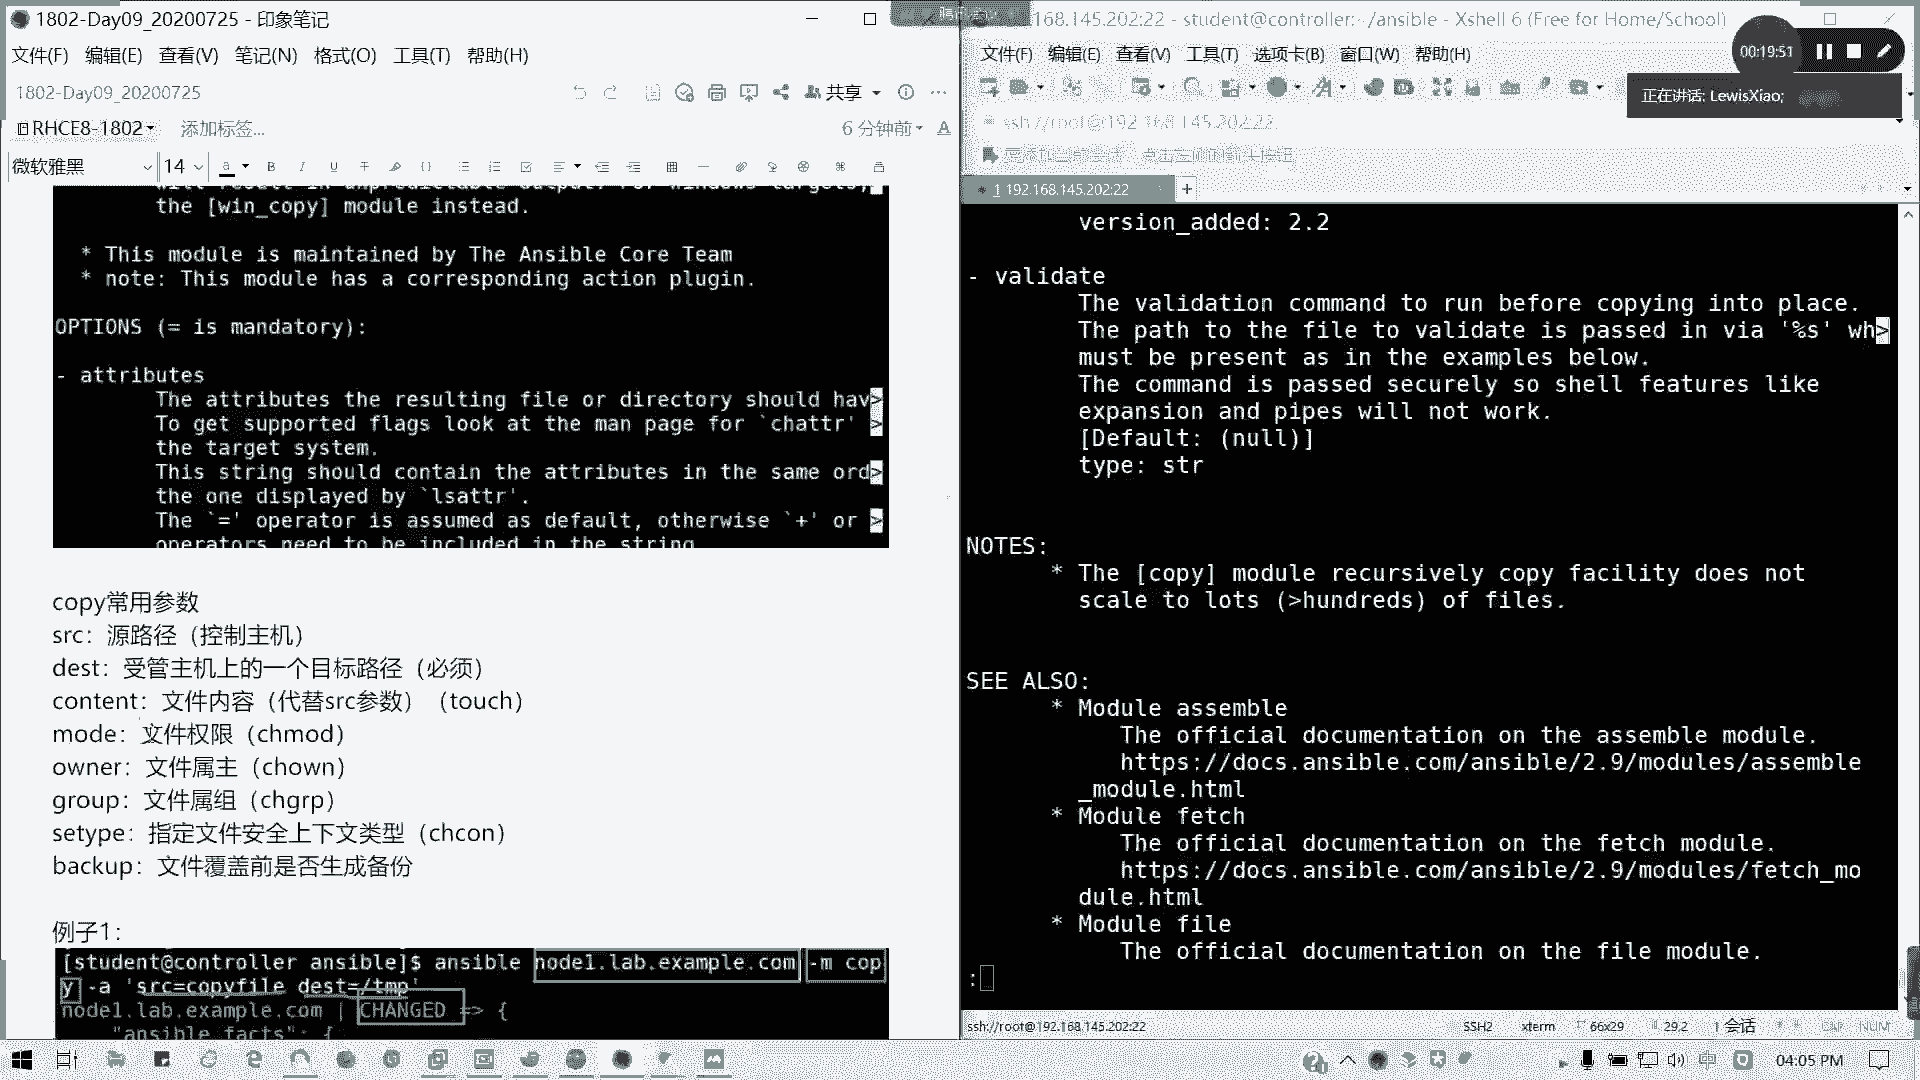 1802-Day09_20200725 - 印象笔记
文件(F) 编辑(E) 查看(V) 笔记(N) 格式(O) 工具(T) 帮助(H)
1802-Day09_20200725
共享
RHCE8-1802 添加标签...
6 分钟前
微软雅黑 14
the [win_copy] module instead.
* This module is maintained by The Ansible Core Team
* note: This module has a corresponding action plugin.
OPTIONS (= is mandatory):
- attributes
The attributes the resulting file or directory should hav>
To get supported flags look at the man page for `chattr' >
the target system.
This string should contain the attributes in the same ord>
the one displayed by `lsattr'.
The `=' operator is assumed as default, otherwise `+' or >
operators need to be included in the string
copy常用参数
src：源路径（控制主机）
dest：受管主机上的一个目标路径（必须）
content：文件内容（代替src参数）（touch）
mode：文件权限（chmod）
owner：文件属主（chown）
group：文件属组（chgrp）
setype：指定文件安全上下文类型（chcon）
backup：文件覆盖前是否生成备份
例子1：
[student@controller ansible]$ ansible node1.lab.example.com -m cop
y -a 'src=copyfile dest=/tmp'
node1.lab.example.com | CHANGED => {
"ansible_facts": {
168.145.202:22 - student@controller:~/ansible - Xshell 6 (Free for Home/School)
文件(F) 编辑(E) 查看(V) 工具(T) 选项卡(B) 窗口(W) 帮助(H)
00:19:51
正在讲话: LewisXiao;
ssh://root@192.168.145.202:22
1 192.168.145.202:22
version_added: 2.2
- validate
The validation command to run before copying into place.
The path to the file to validate is passed in via '%s' wh>
must be present as in the examples below.
The command is passed securely so shell features like
expansion and pipes will not work.
[Default: (null)]
type: str
NOTES:
* The [copy] module recursively copy facility does not
scale to lots (>hundreds) of files.
SEE ALSO:
* Module assemble
The official documentation on the assemble module.
https://docs.ansible.com/ansible/2.9/modules/assemble
_module.html
* Module fetch
The official documentation on the fetch module.
https://docs.ansible.com/ansible/2.9/modules/fetch_mo
dule.html
* Module file
The official documentation on the file module.
:
ssh://root@192.168.145.202:22 SSH2 xterm 66x29 29,2 1 会话 CAP NUM
04:05 PM